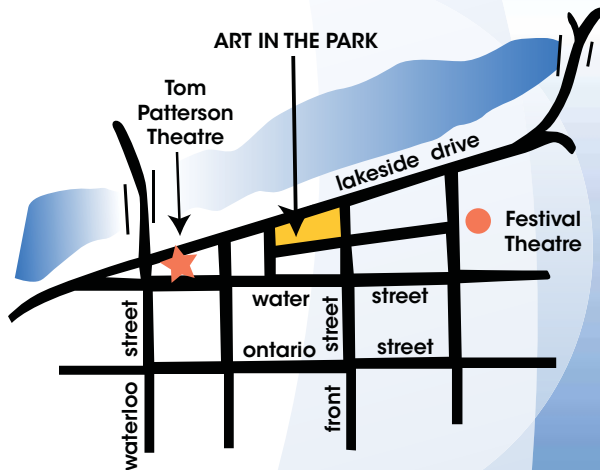 ART IN THE PARK
Tom
Patterson
Theatre
lakeside drive
Festival
Theatre
water street
street
street
ontario street
waterloo
front